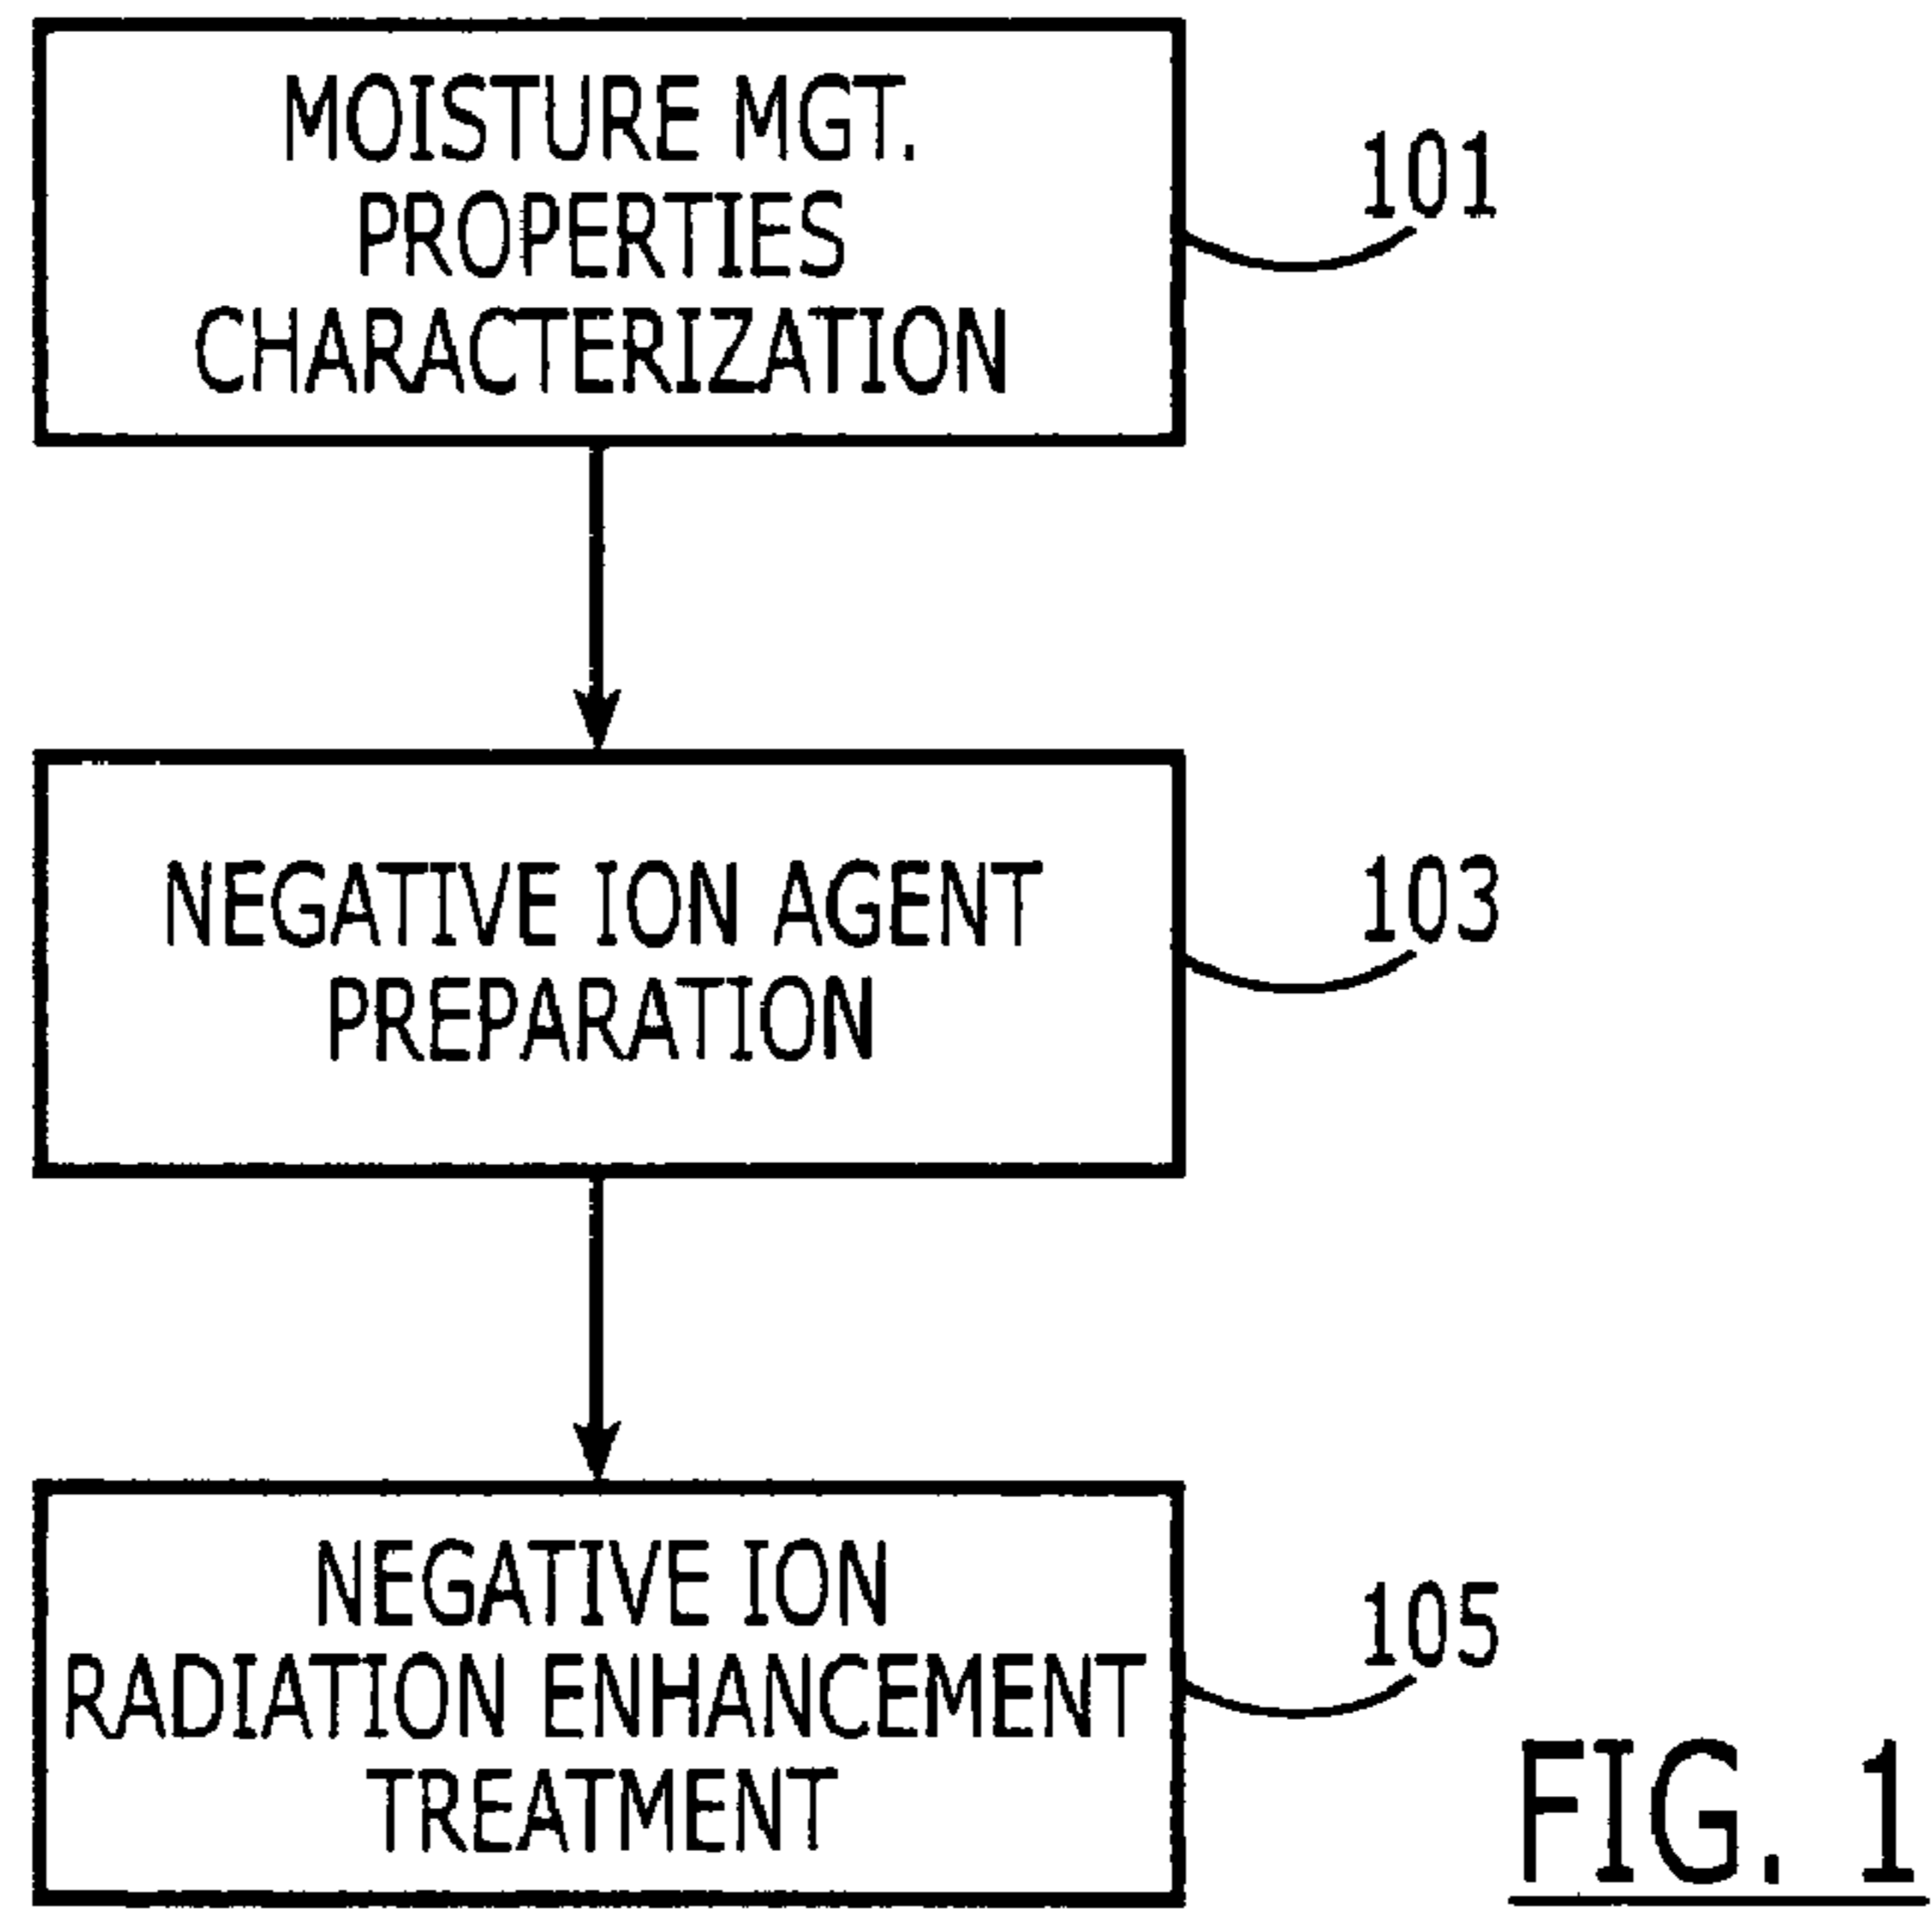 MOISTURE MGT.
PROPERTIES
CHARACTERIZATION
101
NEGATIVE ION AGENT
PREPARATION
103
NEGATIVE ION
RADIATION ENHANCEMENT
TREATMENT
105
FIG. 1